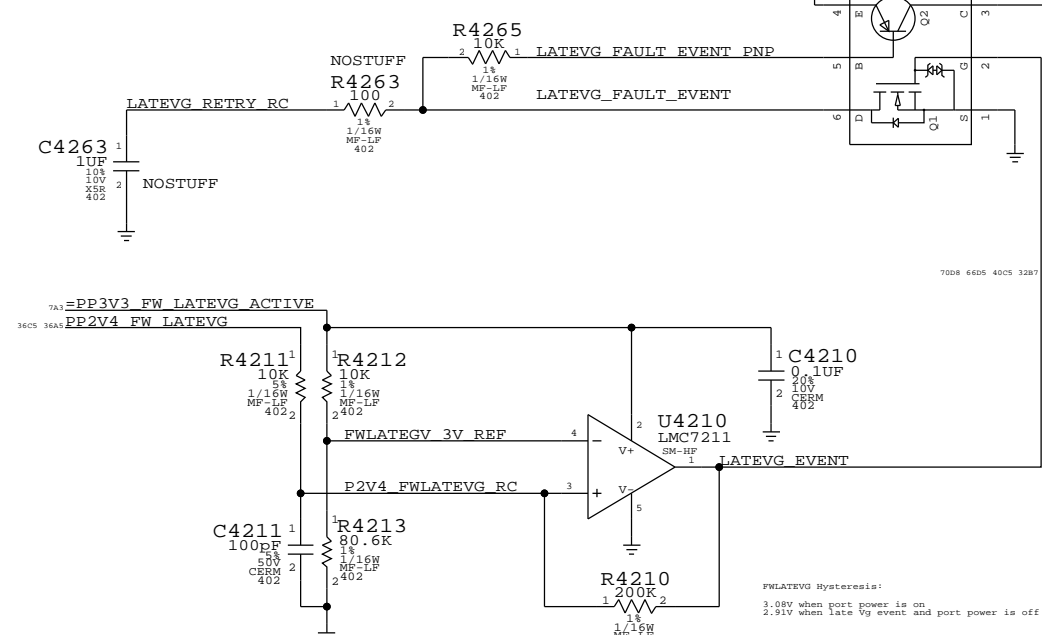 4
E
Q2
C
3
R4265
2
10K
1
LATEVG_FAULT_EVENT_PNP
1%
1/16W
MF-LF
402
5
B
G
2
NOSTUFF
R4263
LATEVG_RETRY_RC
1
100
2
LATEVG_FAULT_EVENT
1%
1/16W
MF-LF
402
6
D
Q1
S
1
C4263
1
1UF
10%
10V
X5R
402
2
NOSTUFF
70D8 66D5 40C5 32B7
7A3
=PP3V3_FW_LATEVG_ACTIVE
36C5 36A5
PP2V4_FW_LATEVG
R4211
1
10K
5%
1/16W
MF-LF
402
2
1
R4212
10K
1%
1/16W
MF-LF
402
2
1
C4210
0.1UF
20%
10V
CERM
402
2
FWLATEGV_3V_REF
4
2
U4210
LMC7211
SM-HF
V+
1
LATEVG_EVENT
P2V4_FWLATEVG_RC
3
V-
5
C4211
1
100pF
5%
50V
CERM
402
2
1
R4213
80.6K
1%
1/16W
MF-LF
402
2
R4210
1
200K
2
1%
1/16W
MF-LF
FWLATEVG Hysteresis:
3.08V when port power is on
2.91V when late Vg event and port power is off